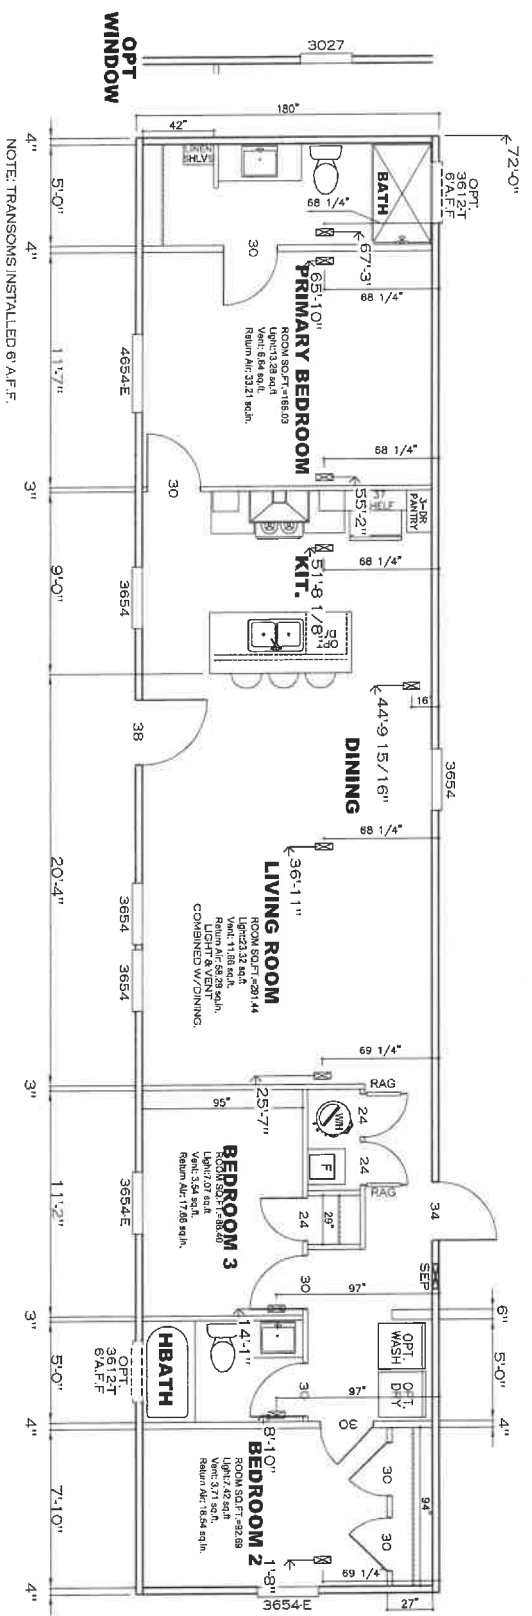 OPT
WINDOW
3027
180"
42"
72'-0"
4"
5'-0"
4"
11'-7"
3"
9'-0"
20'-4"
3"
11'-2"
3"
5'-0"
4"
7'-10"
4"
NOTE: TRANSOMS INSTALLED 6' A.F.F.
OPT.
3612-T
6'A.F.F
LINEN
SHLVS
BATH
68 1/4"
67'-3"
30
65'-10"
68 1/4"
PRIMARY BEDROOM
ROOM SQ.FT.=166.03
Light:13.28 sq.ft
Vent: 6.64 sq.ft.
Return Air: 33.21 sq.in.
4654-E
68 1/4"
30
55'-2"
3-DR
PANTRY
37
HELF
KIT.
51'-8 1/8"
68 1/4"
3654
OPT
D/
16"
44'-9 15/16"
38
DINING
3654
68 1/4"
36'-11"
LIVING ROOM
ROOM SQ.FT.=291.44
Light:23.32 sq.ft
Vent: 11.66 sq.ft.
Return Air: 58.29 sq.in.
LIGHT & VENT
COMBINED W/DINING.
3654
3654
69 1/4"
25'-7"
RAG
24
24
RAG
W/H
F
95"
BEDROOM 3
ROOM SQ.FT.=88.40
Light:7.07 sq.ft
Vent: 3.54 sq.ft.
Return Air: 17.68 sq.in.
3654-E
24
29"
34
30
97"
SEP
6"
5'-0"
4"
14'-1"
OPT.
WASH
HBATH
OPT.
3612-T
6'A.F.F
30
97"
30
8'-10"
BEDROOM 2
ROOM SQ.FT.=92.69
Light:7.42 sq.ft
Vent: 3.71 sq.ft.
Return Air: 18.54 sq.in.
30
30
94"
1'-8"
69 1/4"
27"
3654-E